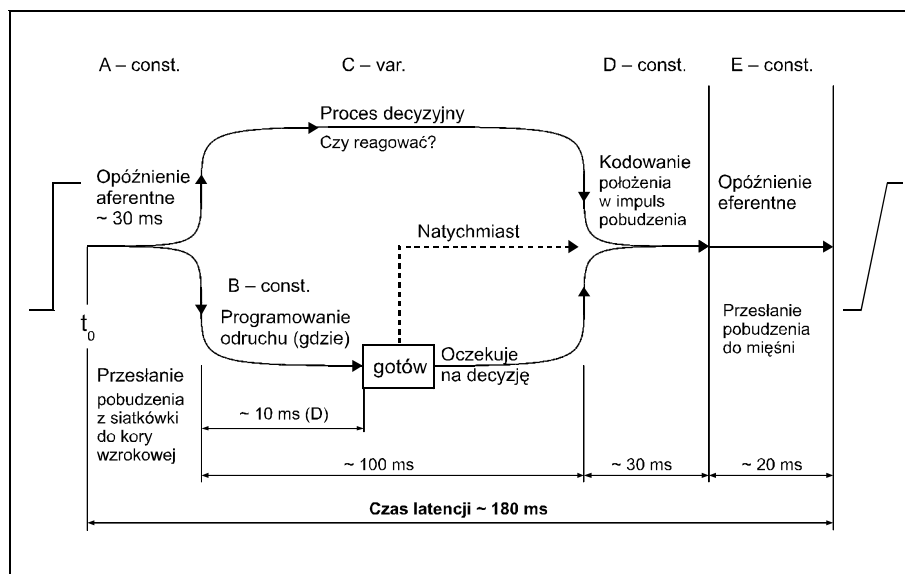 A – const.
C – var.
D – const.
E – const.
Proces decyzyjny
Czy reagować?
Opóźnienie
aferentne
~ 30 ms
Kodowanie
położenia
w impuls
pobudzenia
Opóźnienie
eferentne
Natychmiast
B – const.
Programowanie
odruchu (gdzie)
t0
gotów
Oczekuje
na decyzję
Przesłanie
pobudzenia
do mięśni
Przesłanie
pobudzenia
z siatkówki
do kory
wzrokowej
~ 10 ms (D)
~ 100 ms
~ 30 ms
~ 20 ms
Czas latencji ~ 180 ms